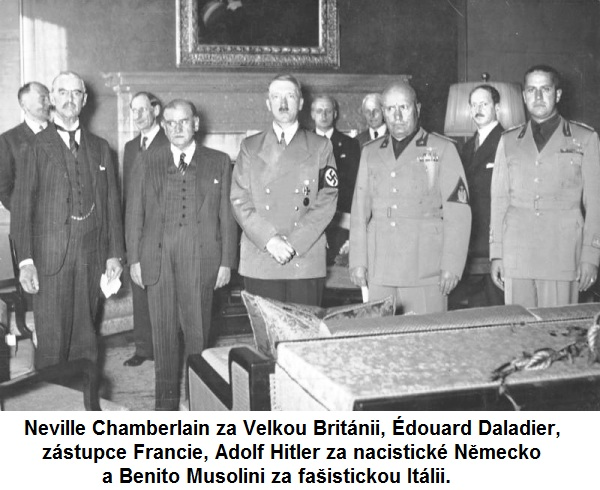 Neville Chamberlain za Velkou Británii, Édouard Daladier,
zástupce Francie, Adolf Hitler za nacistické Německo
a Benito Musolini za fašistickou Itálii.